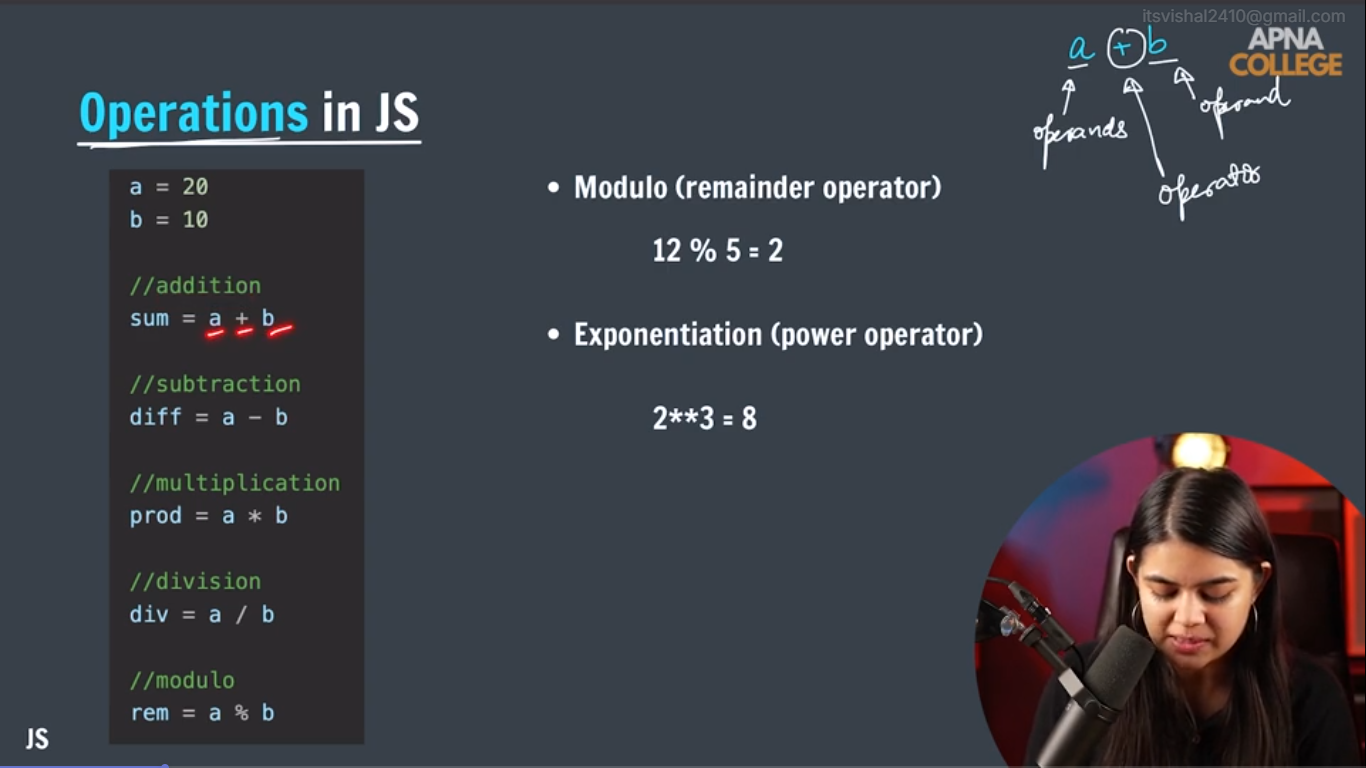 itsvishal2410@gmail.com
APNA
COLLEGE
a + b
operands
operand
operator
Operations in JS
a = 20
b = 10
//addition
sum = a + b
//subtraction
diff = a - b
//multiplication
prod = a * b
//division
div = a / b
//modulo
rem = a % b
• Modulo (remainder operator)
12 % 5 = 2
• Exponentiation (power operator)
2**3 = 8
JS